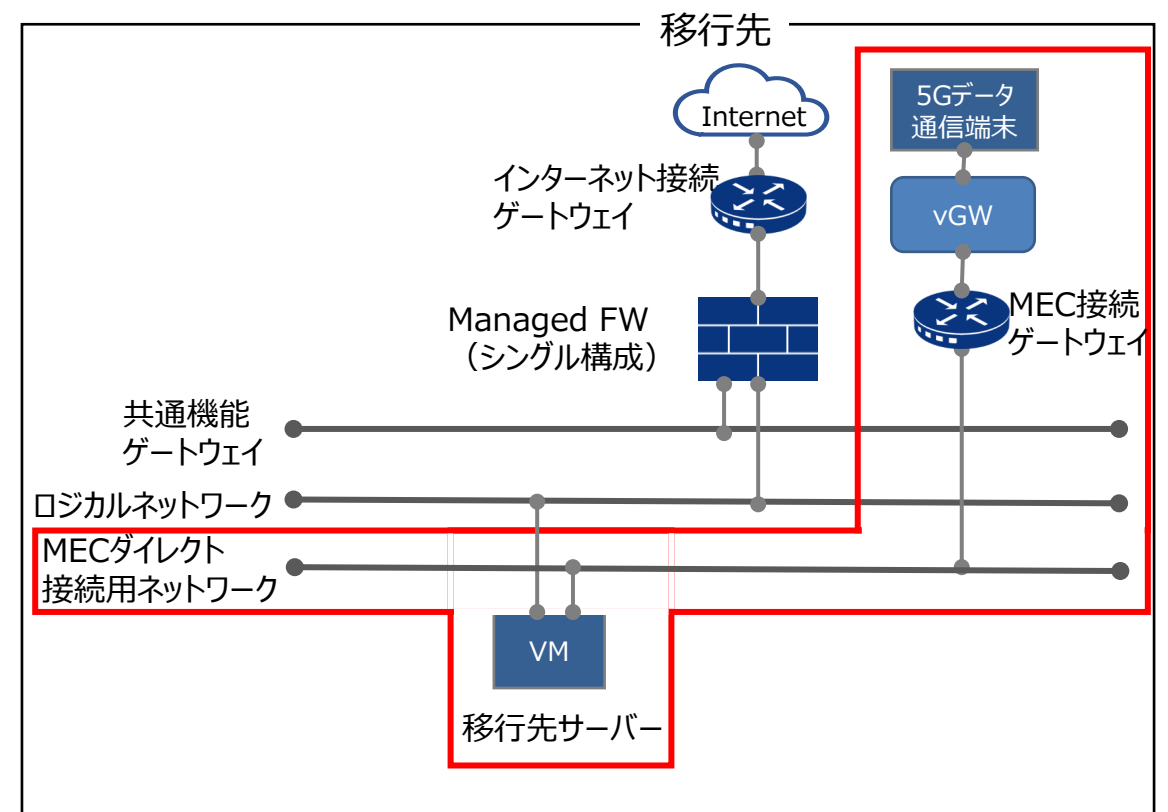 移行先
Internet
5Gデータ
通信端末
インターネット接続
ゲートウェイ
vGW
Managed FW
（シングル構成）
MEC接続
ゲートウェイ
共通機能
ゲートウェイ
ロジカルネットワーク
MECダイレクト
接続用ネットワーク
VM
移行先サーバー